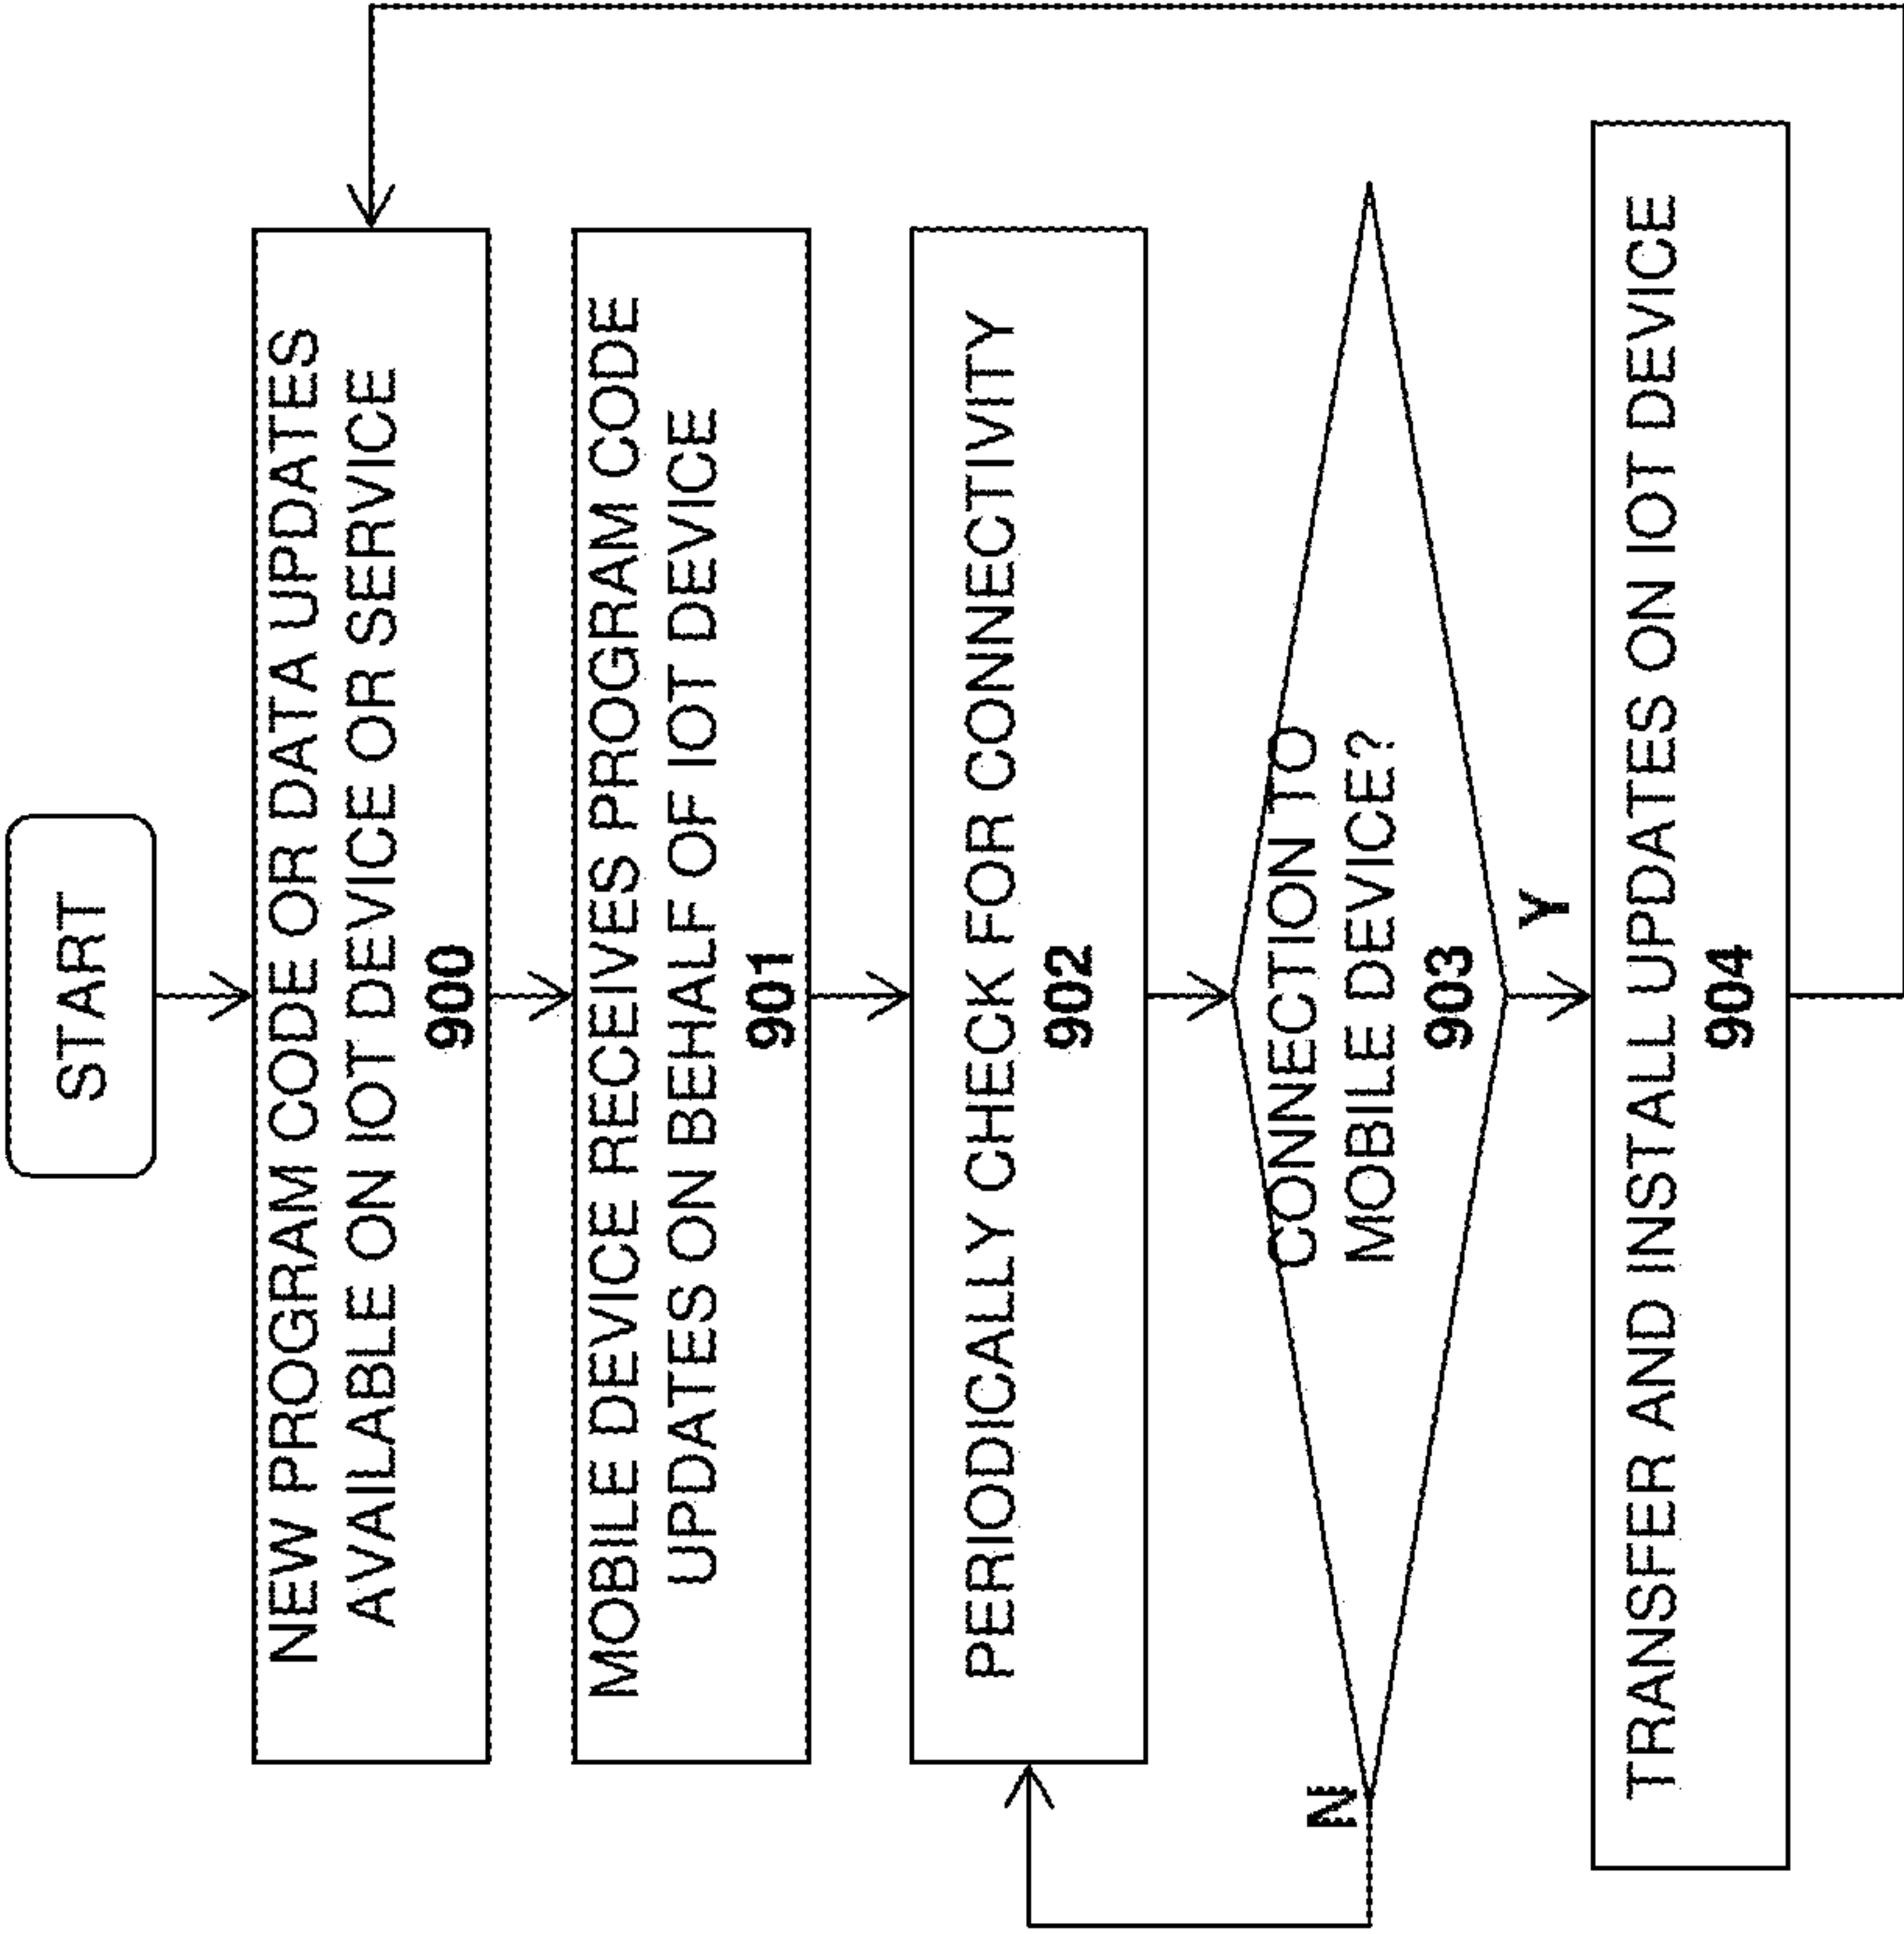 START
NEW PROGRAM CODE OR DATA UPDATES
AVAILABLE ON IOT DEVICE OR SERVICE
900
MOBILE DEVICE RECEIVES PROGRAM CODE
UPDATES ON BEHALF OF IOT DEVICE
901
PERIODICALLY CHECK FOR CONNECTIVITY
902
CONNECTION TO
MOBILE DEVICE?
903
N
Y
TRANSFER AND INSTALL UPDATES ON IOT DEVICE
904